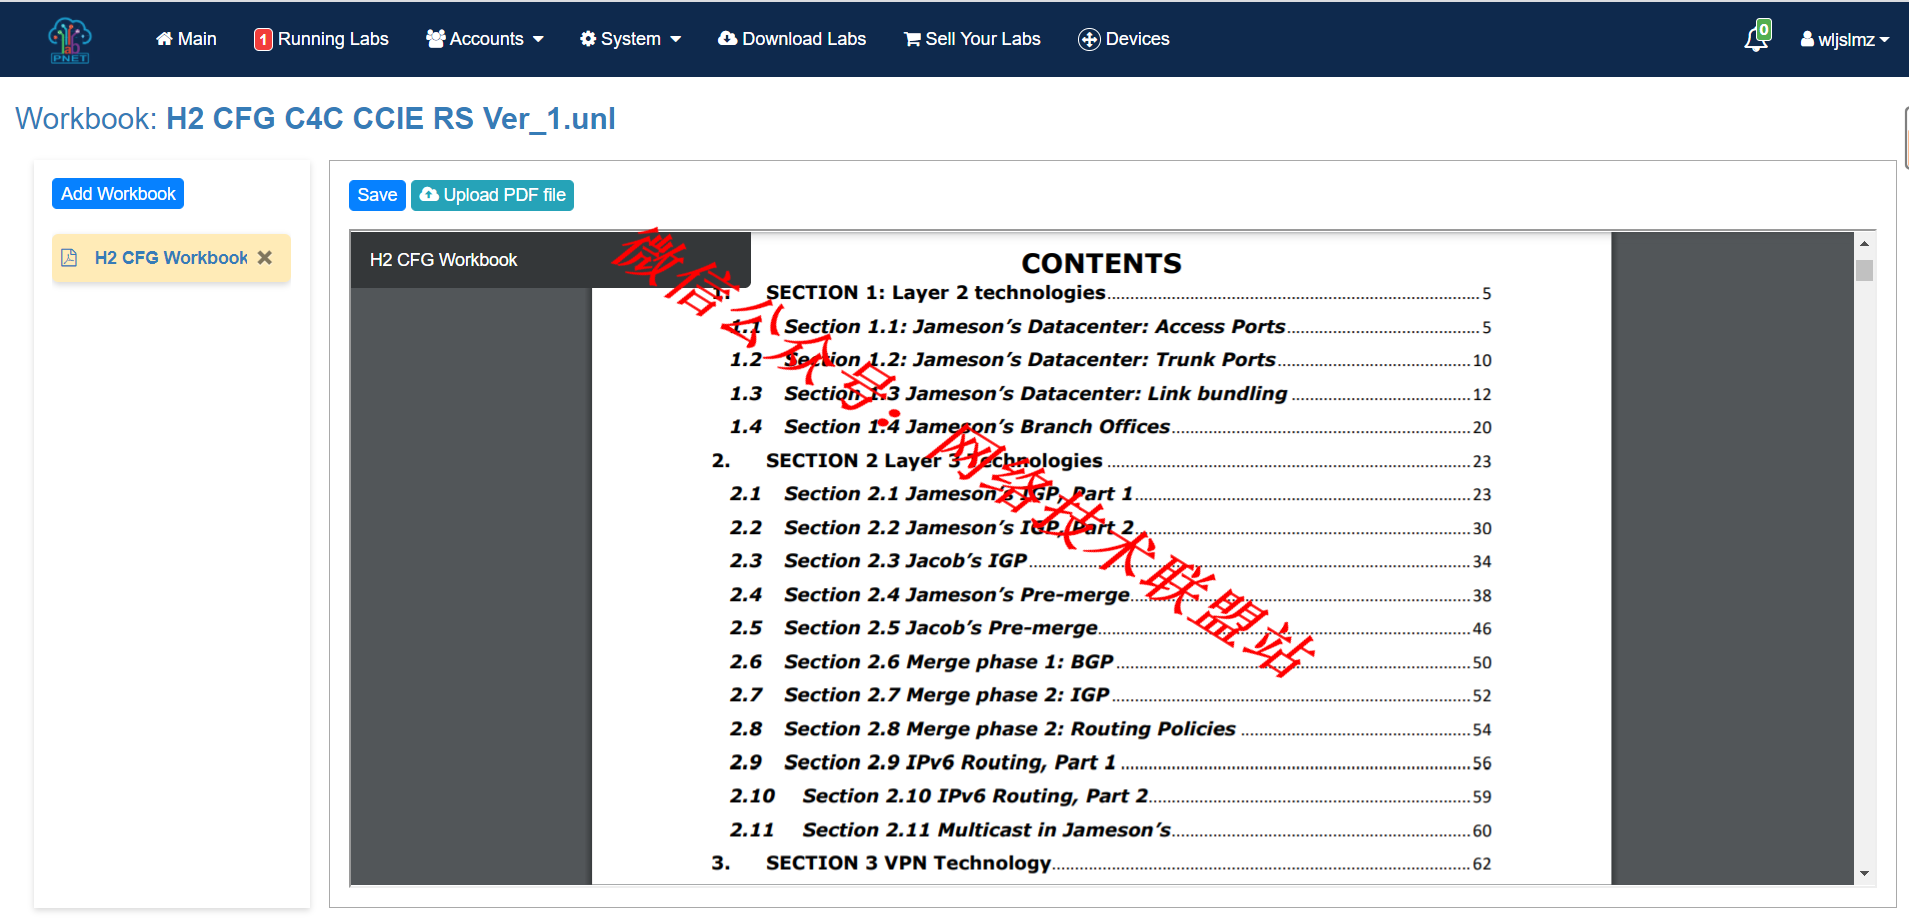 lab
PNET
Main
1 Running Labs
Accounts
System
Download Labs
Sell Your Labs
Devices
0
wljslmz
Workbook: H2 CFG C4C CCIE RS Ver_1.unl
Add Workbook
H2 CFG Workbook
Save
Upload PDF file
H2 CFG Workbook
CONTENTS
1. SECTION 1: Layer 2 technologies 5
1.1 Section 1.1: Jameson’s Datacenter: Access Ports 5
1.2 Section 1.2: Jameson’s Datacenter: Trunk Ports 10
1.3 Section 1.3 Jameson’s Datacenter: Link bundling 12
1.4 Section 1.4 Jameson’s Branch Offices 20
2. SECTION 2 Layer 3 Technologies 23
2.1 Section 2.1 Jameson’s IGP, Part 1 23
2.2 Section 2.2 Jameson’s IGP, Part 2 30
2.3 Section 2.3 Jacob’s IGP 34
2.4 Section 2.4 Jameson’s Pre-merge 38
2.5 Section 2.5 Jacob’s Pre-merge 46
2.6 Section 2.6 Merge phase 1: BGP 50
2.7 Section 2.7 Merge phase 2: IGP 52
2.8 Section 2.8 Merge phase 2: Routing Policies 54
2.9 Section 2.9 IPv6 Routing, Part 1 56
2.10 Section 2.10 IPv6 Routing, Part 2 59
2.11 Section 2.11 Multicast in Jameson’s 60
3. SECTION 3 VPN Technology 62
微信公众号：网络技术联盟站